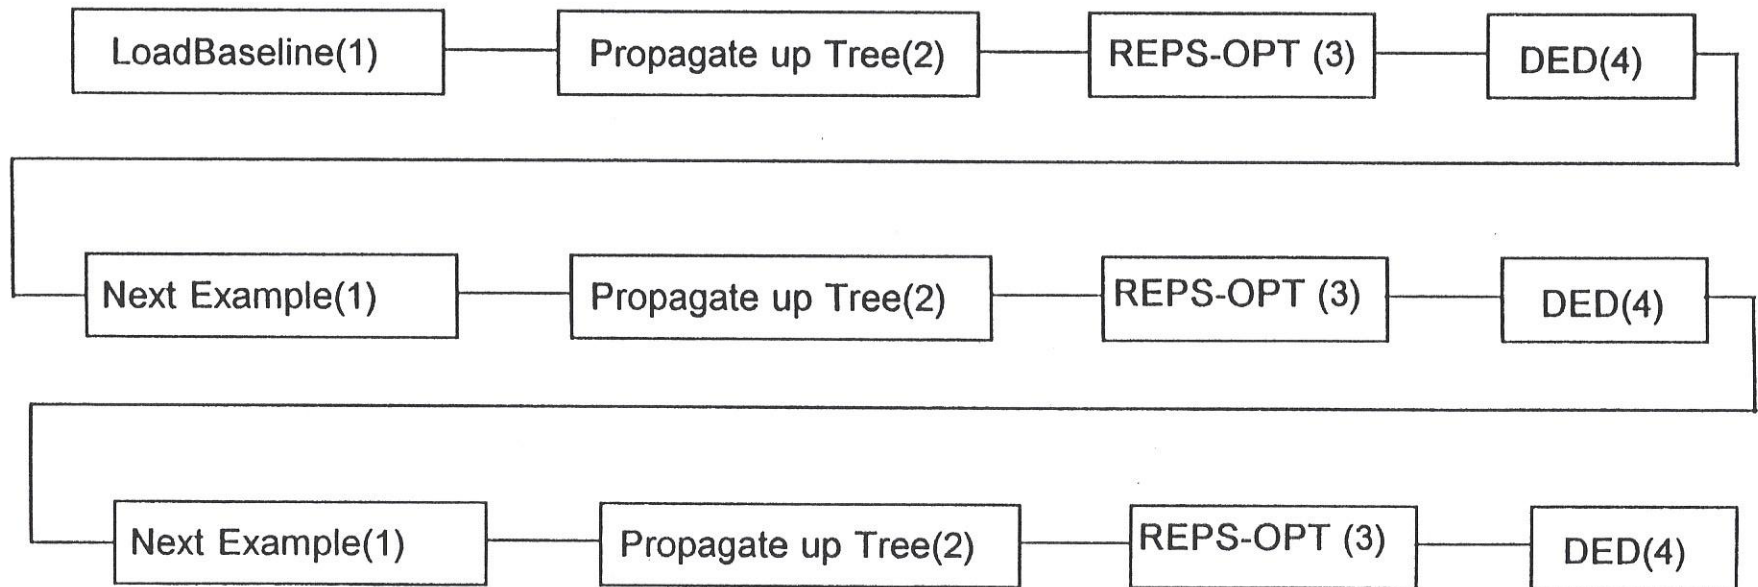 LoadBaseline(1)
Propagate up Tree(2)
REPS-OPT (3)
DED(4)
Next Example(1)
Propagate up Tree(2)
REPS-OPT (3)
DED(4)
Next Example(1)
Propagate up Tree(2)
REPS-OPT (3)
DED(4)